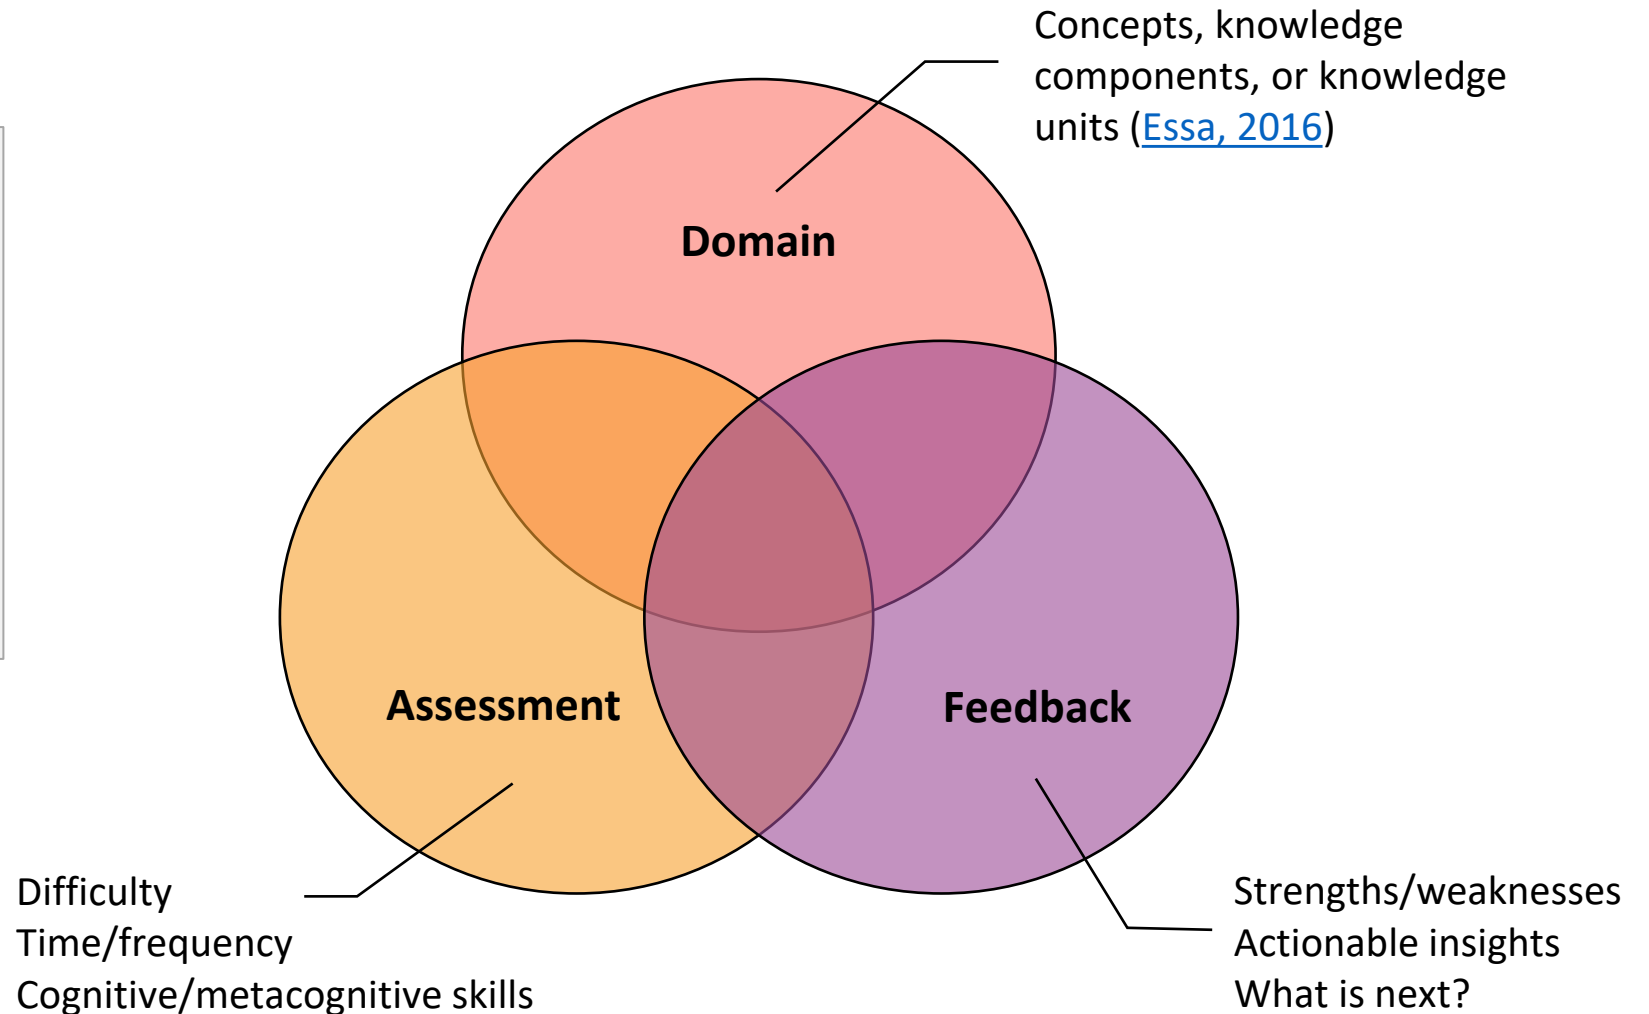 Concepts, knowledge
components, or knowledge
units (Essa, 2016)
Domain
Assessment
Feedback
Difficulty
Time/frequency
Cognitive/metacognitive skills
Strengths/weaknesses
Actionable insights
What is next?